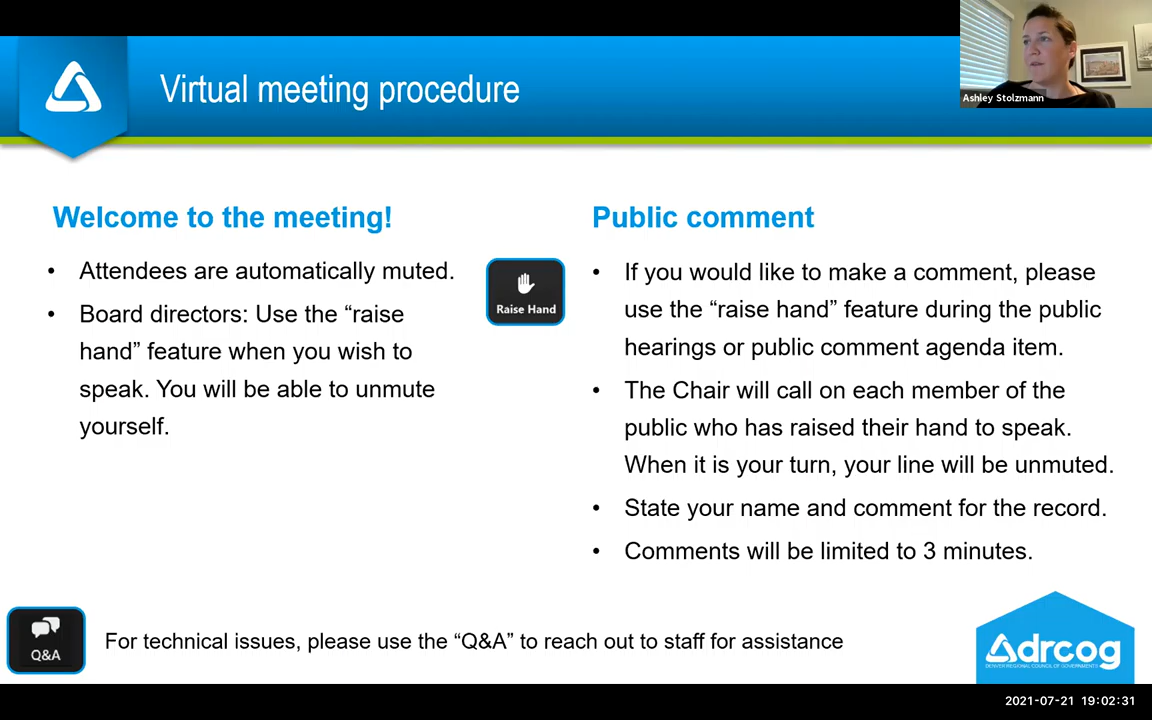 Virtual meeting procedure
Ashley Stolzmann
Welcome to the meeting!
• Attendees are automatically muted.
• Board directors: Use the “raise
hand” feature when you wish to
speak. You will be able to unmute
yourself.
Raise Hand
Public comment
• If you would like to make a comment, please
use the “raise hand” feature during the public
hearings or public comment agenda item.
• The Chair will call on each member of the
public who has raised their hand to speak.
When it is your turn, your line will be unmuted.
• State your name and comment for the record.
• Comments will be limited to 3 minutes.
Q&A
For technical issues, please use the “Q&A” to reach out to staff for assistance
drcog
DENVER REGIONAL COUNCIL OF GOVERNMENTS
2021-07-21 19:02:31